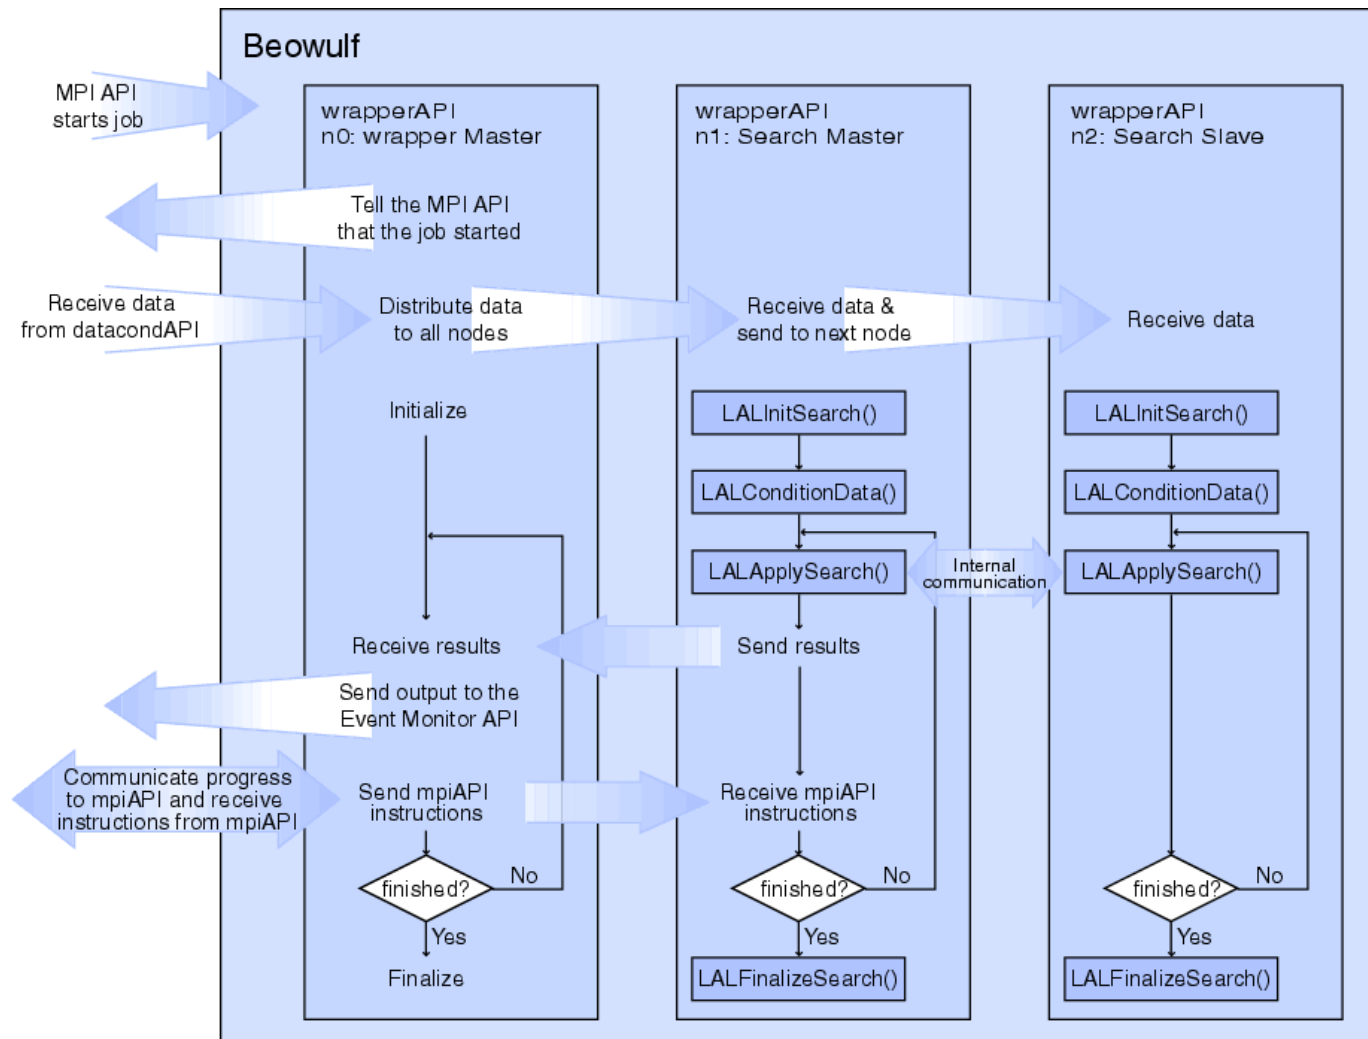 Beowulf
MPI API
starts job
wrapperAPI
n0: wrapper Master
wrapperAPI
n1: Search Master
wrapperAPI
n2: Search Slave
Tell the MPI API
that the job started
Receive data
from datacondAPI
Distribute data
to all nodes
Receive data &
send to next node
Receive data
Initialize
LALInitSearch()
LALInitSearch()
LALConditionData()
LALConditionData()
LALApplySearch()
Internal
communication
LALApplySearch()
Receive results
Send results
Send output to the
Event Monitor API
Communicate progress
to mpiAPI and receive
instructions from mpiAPI
Send mpiAPI
instructions
Receive mpiAPI
instructions
finished?
No
finished?
No
finished?
No
Yes
Yes
Yes
Finalize
LALFinalizeSearch()
LALFinalizeSearch()